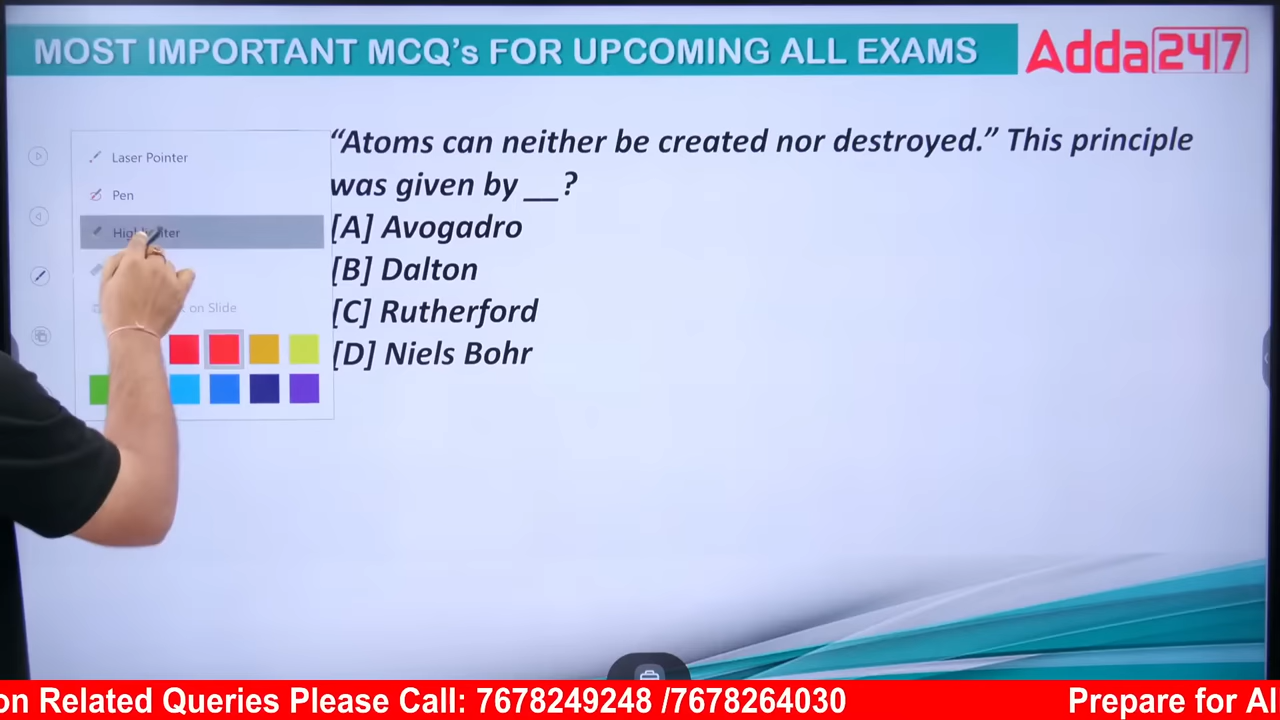 MOST IMPORTANT MCQ's FOR UPCOMING ALL EXAMS
Adda247
Laser Pointer
Pen
on Slide
“Atoms can neither be created nor destroyed.” This principle
was given by __?
[A] Avogadro
[B] Dalton
[C] Rutherford
[D] Niels Bohr
on Related Queries Please Call: 7678249248 /7678264030
Prepare for Al